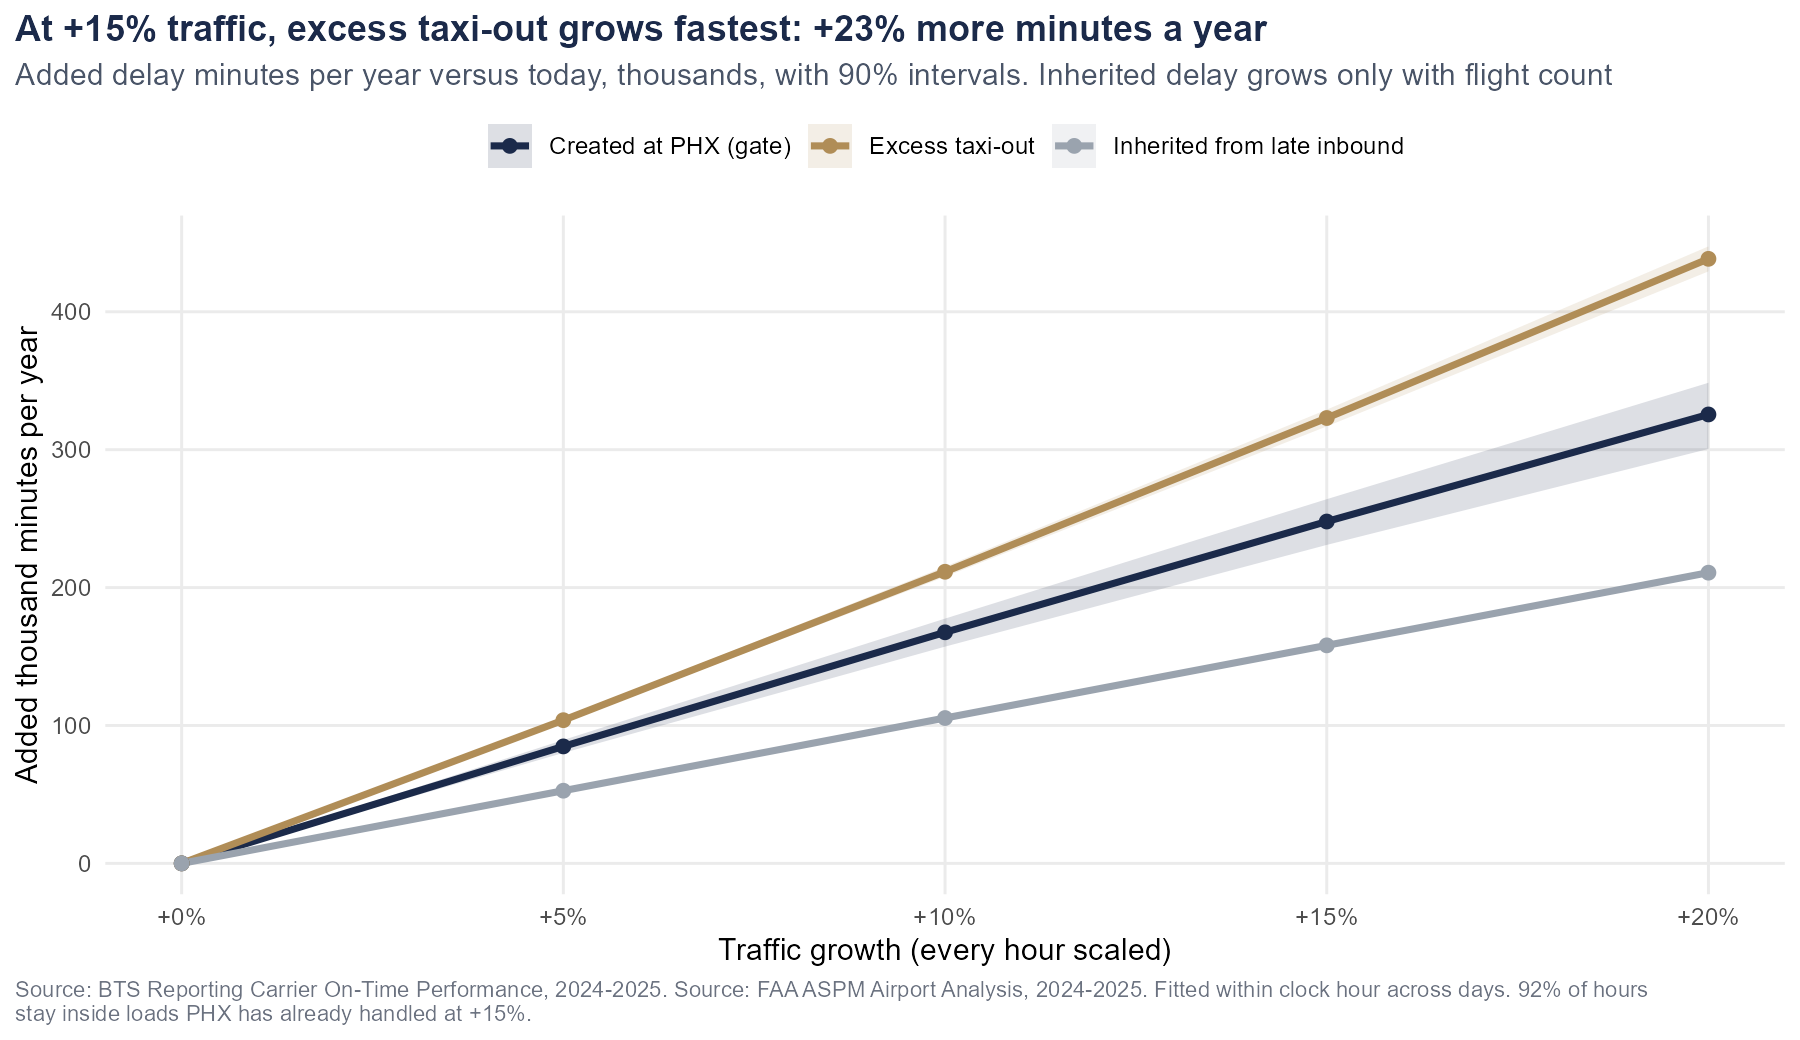 At +15% traffic, excess taxi-out grows fastest: +23% more minutes a year
Added delay minutes per year versus today, thousands, with 90% intervals. Inherited delay grows only with flight count
Created at PHX (gate)
Excess taxi-out
Inherited from late inbound
Added thousand minutes per year
400
300
200
100
0
+0%
+5%
+10%
+15%
+20%
Traffic growth (every hour scaled)
Source: BTS Reporting Carrier On-Time Performance, 2024-2025. Source: FAA ASPM Airport Analysis, 2024-2025. Fitted within clock hour across days. 92% of hours
stay inside loads PHX has already handled at +15%.